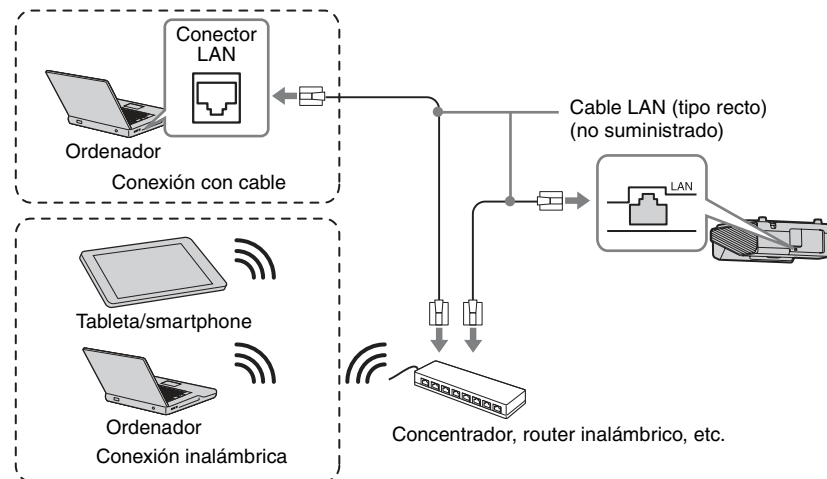 Conector
LAN
Ordenador
Conexión con cable
Cable LAN (tipo recto)
(no suministrado)
LAN
Tableta/smartphone
Ordenador
Conexión inalámbrica
Concentrador, router inalámbrico, etc.